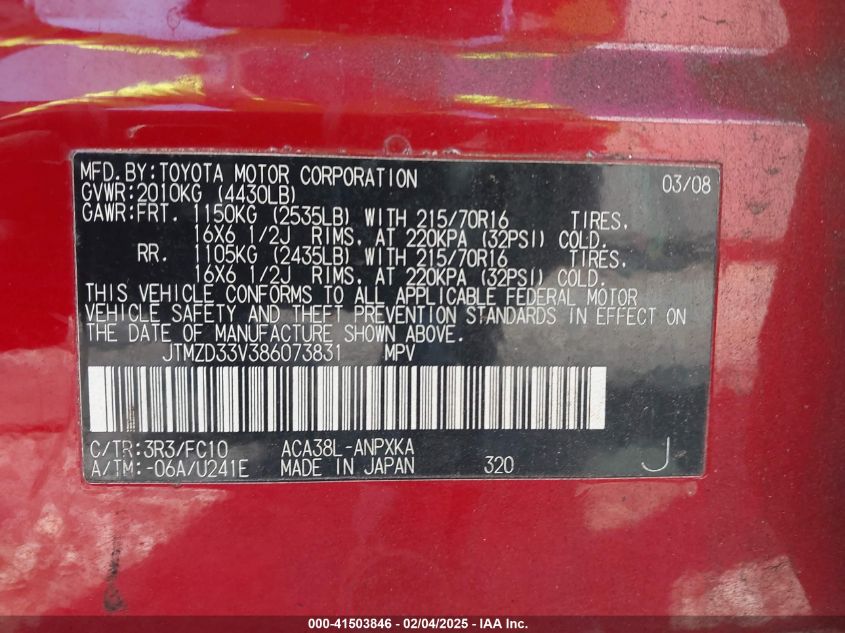 MFD.BY:TOYOTA MOTOR CORPORATION 03/08
GVWR:2010KG (4430LB)
GAWR:FRT. 1150KG (2535LB) WITH 215/70R16 TIRES,
16X6 1/2J RIMS, AT 220KPA (32PSI) COLD.
RR. 1105KG (2435LB) WITH 215/70R16 TIRES,
16X6 1/2J RIMS, AT 220KPA (32PSI) COLD.
THIS VEHICLE CONFORMS TO ALL APPLICABLE FEDERAL MOTOR
VEHICLE SAFETY AND THEFT PREVENTION STANDARDS IN EFFECT ON
THE DATE OF MANUFACTURE SHOWN ABOVE.
JTMZD33V386073831 MPV
C/TR:3R3/FC10 ACA38L-ANPXKA
A/TM:-06A/U241E MADE IN JAPAN 320 J
000-41503846 - 02/04/2025 - IAA Inc.